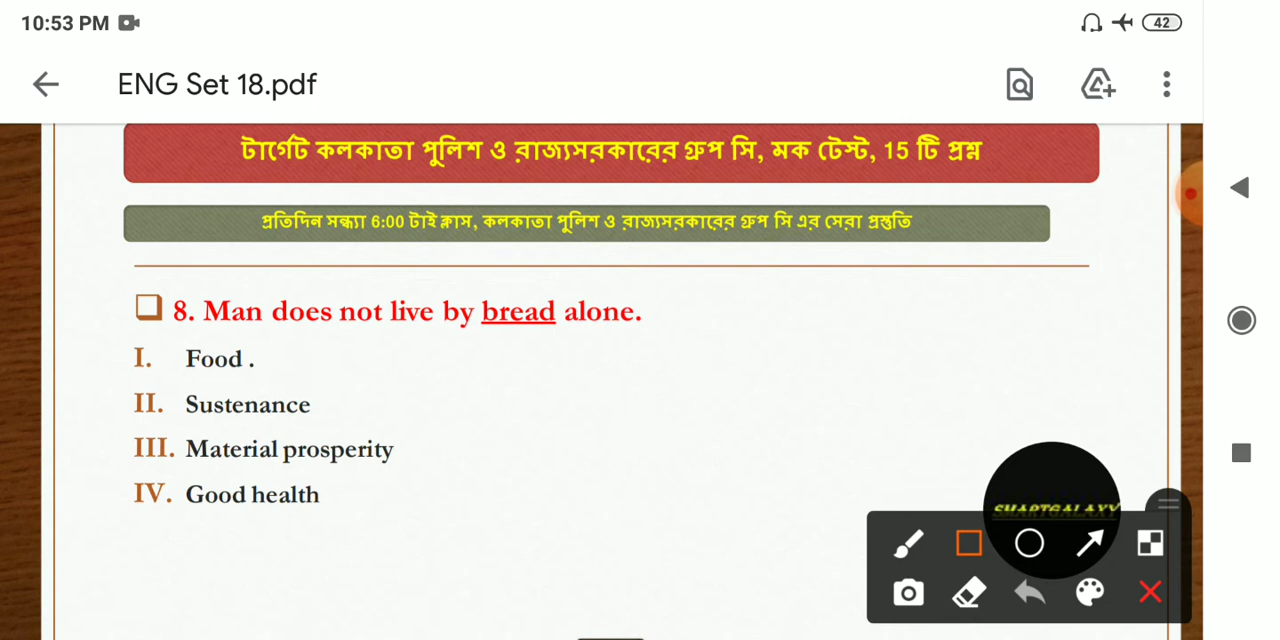 10:53 PM
42
ENG Set 18.pdf
টার্গেট কলকাতা পুলিশ ও রাজ্যসরকারের গ্রুপ সি, মক টেস্ট, 15 টি প্রশ্ন
প্রতিদিন সন্ধ্যা 6:00 টাই ক্লাস, কলকাতা পুলিশ ও রাজ্যসরকারের গ্রুপ সি এর সেরা প্রস্তুতি
8. Man does not live by bread alone.
I. Food .
II. Sustenance
III. Material prosperity
IV. Good health
SMARTGALAXY